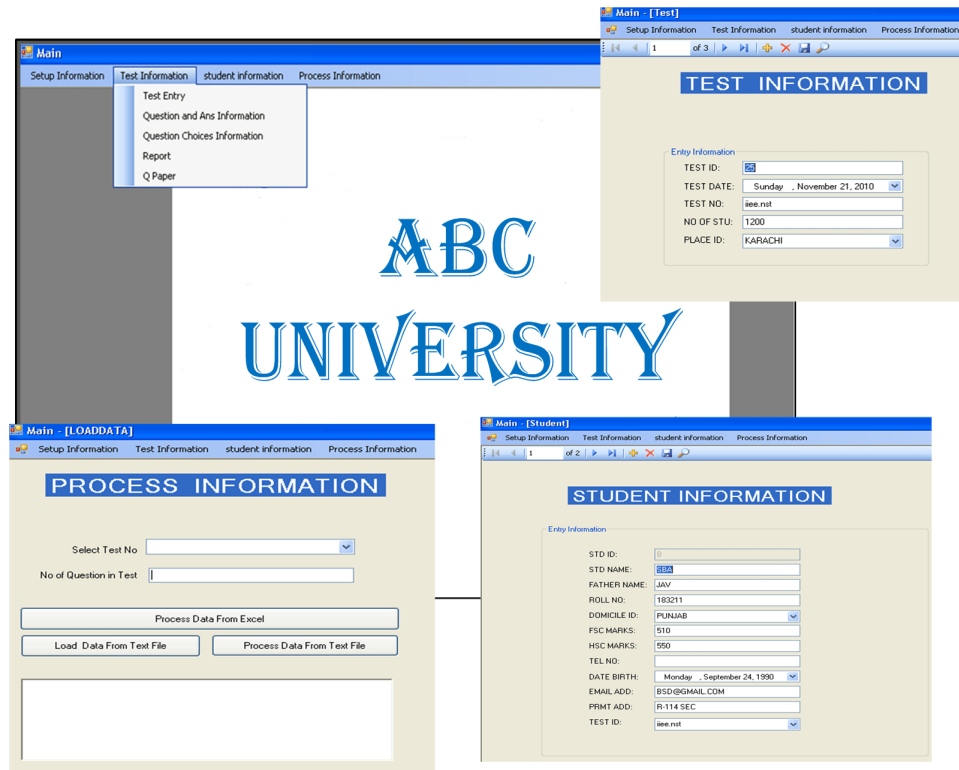 Main
Setup Information Test Information student information Process Information
Test Entry
Question and Ans Information
Question Choices Information
Report
Q Paper
ABC
UNIVERSITY
Main - [Test]
Setup Information Test Information student information Process Information
1 of 3
TEST INFORMATION
Entry Information
TEST ID: 25
TEST DATE: Sunday , November 21, 2010
TEST NO: iiee.nst
NO OF STU: 1200
PLACE ID: KARACHI
Main - [LOADDATA]
Setup Information Test Information student information Process Information
PROCESS INFORMATION
Select Test No
No of Question in Test
Process Data From Excel
Load Data From Text File Process Data From Text File
Main - [Student]
Setup Information Test Information student information Process Information
1 of 2
STUDENT INFORMATION
Entry Information
STD ID: 8
STD NAME: SBA
FATHER NAME: JAV
ROLL NO: 183211
DOMICILE ID: PUNJAB
FSC MARKS: 510
HSC MARKS: 550
TEL NO:
DATE BIRTH: Monday , September 24, 1990
EMAIL ADD: BSD@GMAIL.COM
PRMT ADD: R-114 SEC
TEST ID: iiee.nst